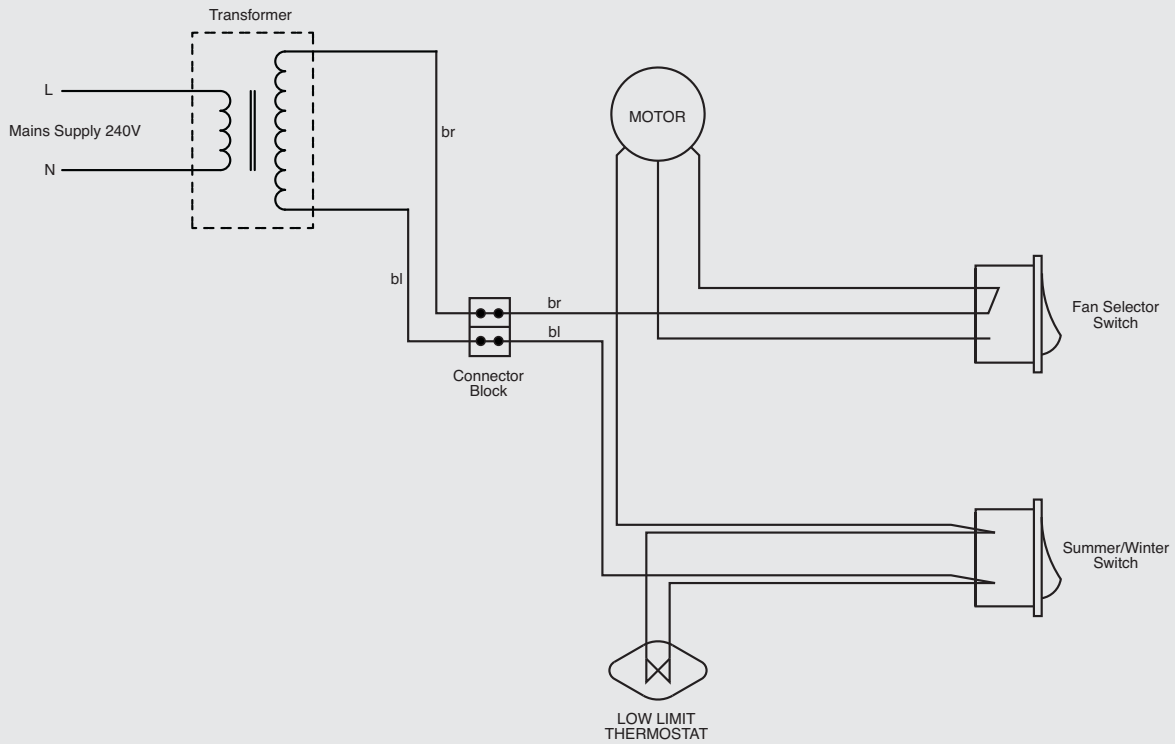 Transformer
L
Mains Supply 240V
N
br
MOTOR
bl
br
bl
Connector
Block
Fan Selector
Switch
Summer/Winter
Switch
LOW LIMIT
THERMOSTAT